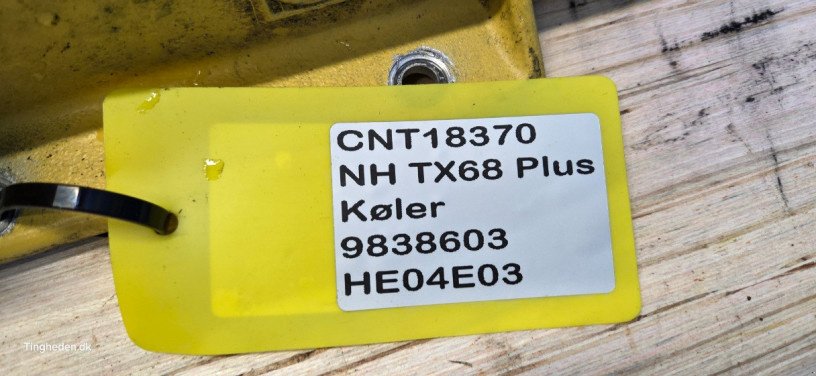 CNT18370
NH TX68 Plus
Køler
9838603
HE04E03
Tingheden.dk